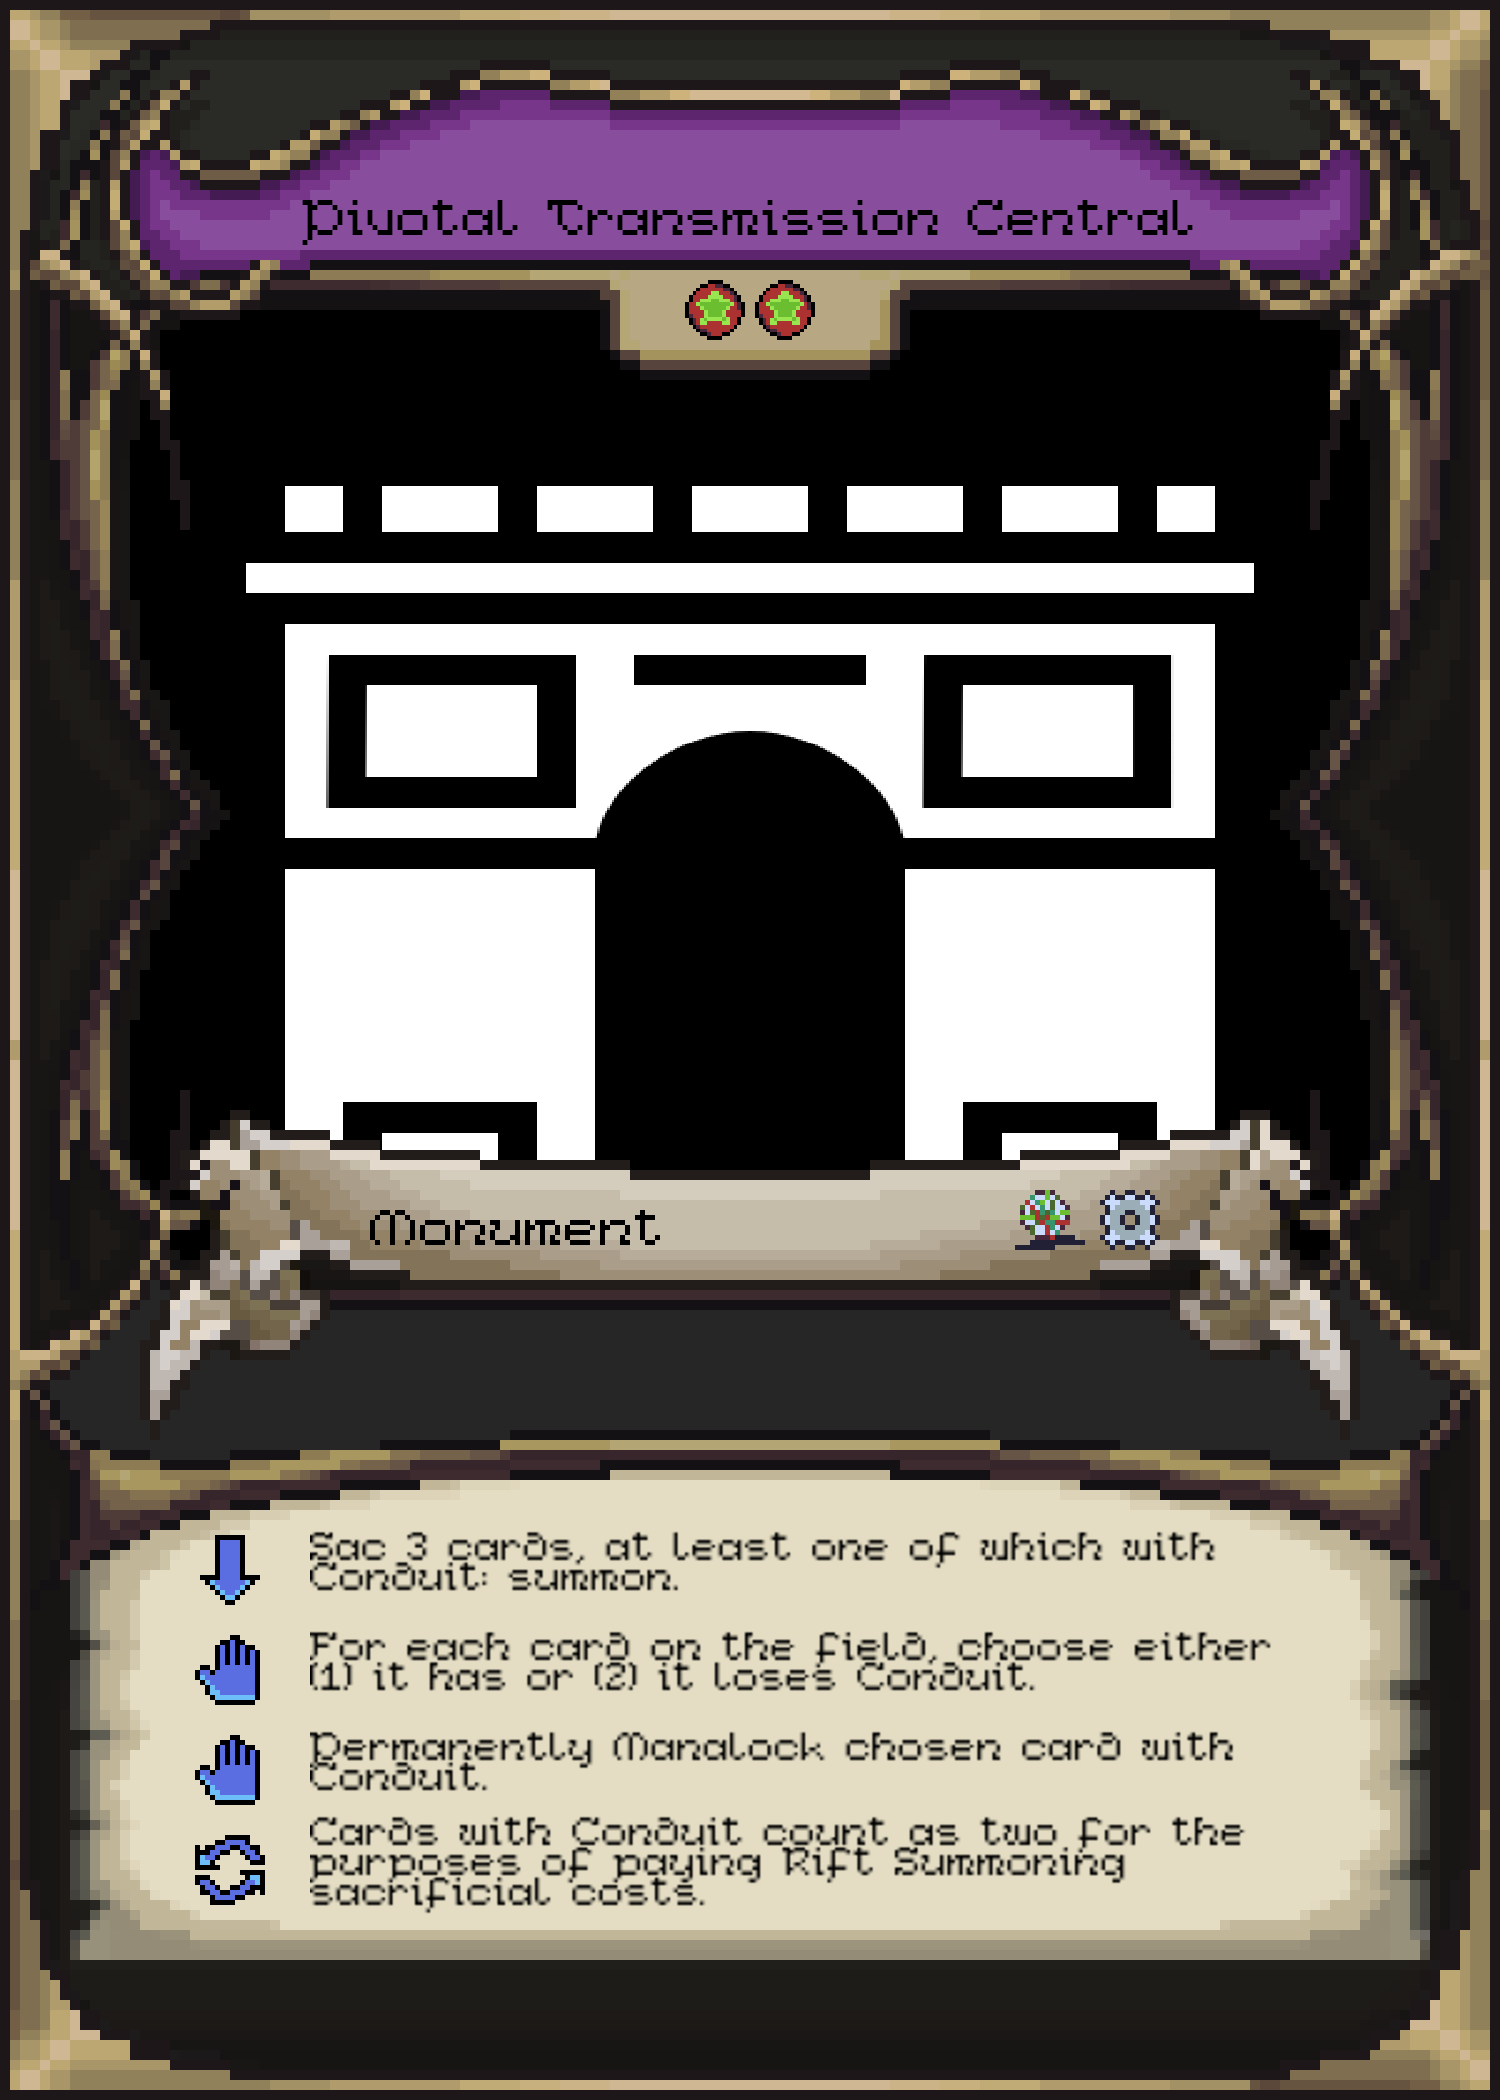 Pivotal Transmission Central
Monument
Sac 3 cards, at least one of which with
Conduit: summon.
For each card on the field, choose either
(1) it has or (2) it loses Conduit.
Permanently Manalock chosen card with
Conduit.
Cards with Conduit count as two for the
purposes of paying Rift Summoning
sacrificial costs.